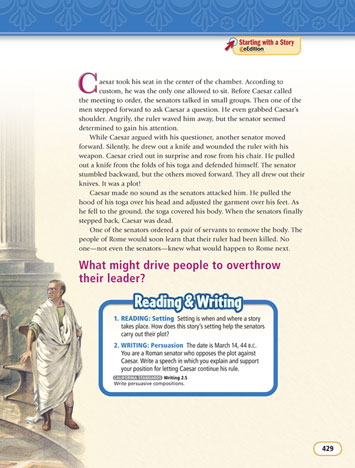 Starting with a Story
eEdition
Caesar took his seat in the center of the chamber. According to
custom, he was the only one allowed to sit. Before Caesar called
the meeting to order, the senators talked in small groups. Then one of the
men stepped forward to ask Caesar a question. He even grabbed Caesar's
shoulder. Angrily, the ruler waved him away, but the senator seemed
determined to gain his attention.
While Caesar argued with his questioner, another senator moved
forward. Silently, he drew out a knife and wounded the ruler with his
weapon. Caesar cried out in surprise and rose from his chair. He pulled
out a knife from the folds of his toga and defended himself. The senator
stumbled backward, but the others moved forward. They all drew out their
knives. It was a plot!
Caesar made no sound as the senators attacked him. He pulled the
hood of his toga over his head and adjusted the garment over his feet. As
he fell to the ground, the toga covered his body. When the senators finally
stepped back, Caesar was dead.
One of the senators ordered a pair of servants to remove the body. The
people of Rome would soon learn that their ruler had been killed. No
one—not even the senators—knew what would happen to Rome next.
What might drive people to overthrow
their leader?
Reading & Writing
1. READING: Setting Setting is when and where a story
takes place. How does this story's setting help the senators
carry out their plot?
2. WRITING: Persuasion The date is March 14, 44 B.C.
You are a Roman senator who opposes the plot against
Caesar. Write a speech in which you explain and support
your position for letting Caesar continue his rule.
CALIFORNIA STANDARDS Writing 2.5
Write persuasive compositions.
429